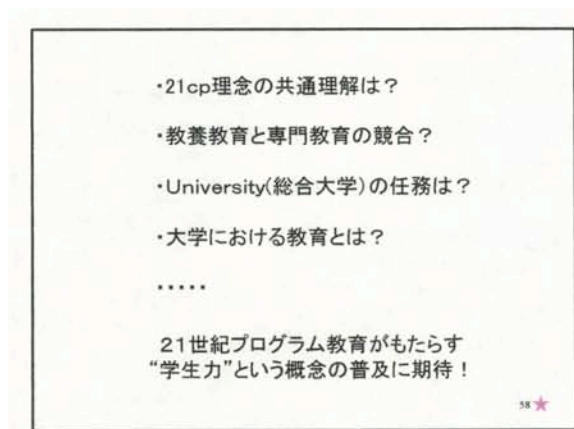 ・21cp理念の共通理解は？
・教養教育と専門教育の競合？
・University(総合大学)の任務は？
・大学における教育とは？
・・・・・
21世紀プログラム教育がもたらす
“学生力”という概念の普及に期待！
58